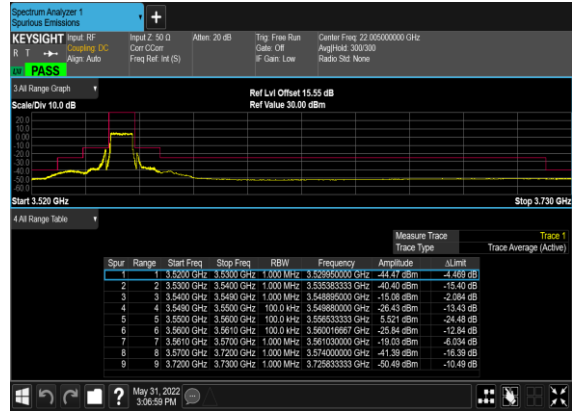 Spectrum Analyzer 1
Spurious Emissions
+
KEYSIGHT Input: RF Input Z: 50 Ω Atten: 20 dB Trig: Free Run Center Freq: 22.005000000 GHz
R T Coupling: DC Corr CCorr Gate: Off Avg|Hold: 300/300
Align: Auto Freq Ref: Int (S) IF Gain: Low Radio Std: None
PASS
3 All Range Graph
Ref Lvl Offset 15.55 dB
Scale/Div 10.0 dB Ref Value 30.00 dBm
20.0
10.0
0.00
-10.0
-20.0
-30.0
-40.0
-50.0
-60.0
Start 3.520 GHz Stop 3.730 GHz
4 All Range Table
Measure Trace Trace 1
Trace Type Trace Average (Active)
Spur Range Start Freq Stop Freq RBW Frequency Amplitude ΔLimit
1 1 3.5200 GHz 3.5300 GHz 1.000 MHz 3.529950000 GHz -44.47 dBm -4.469 dB
2 2 3.5300 GHz 3.5400 GHz 1.000 MHz 3.535383333 GHz -40.40 dBm -15.40 dB
3 3 3.5400 GHz 3.5490 GHz 1.000 MHz 3.548895000 GHz -15.08 dBm -2.084 dB
4 4 3.5490 GHz 3.5500 GHz 100.0 kHz 3.549880000 GHz -26.43 dBm -13.43 dB
5 5 3.5500 GHz 3.5600 GHz 100.0 kHz 3.556533333 GHz 5.521 dBm -24.48 dB
6 6 3.5600 GHz 3.5610 GHz 100.0 kHz 3.560016667 GHz -25.84 dBm -12.84 dB
7 7 3.5610 GHz 3.5700 GHz 1.000 MHz 3.561030000 GHz -19.03 dBm -6.034 dB
8 8 3.5700 GHz 3.7200 GHz 1.000 MHz 3.574000000 GHz -41.39 dBm -16.39 dB
9 9 3.7200 GHz 3.7300 GHz 1.000 MHz 3.725833333 GHz -50.49 dBm -10.49 dB
? May 31, 2022
3:06:59 PM